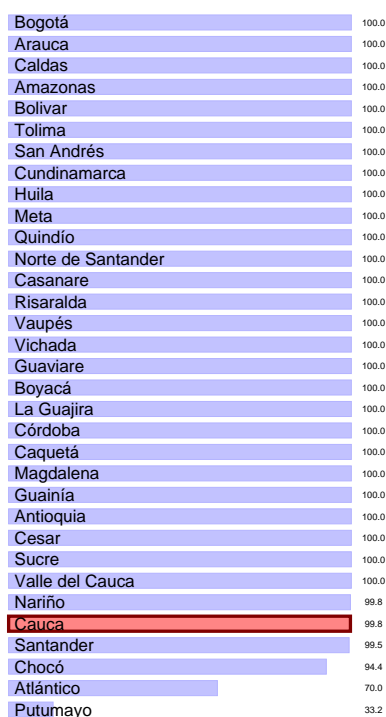 Bogotá 100.0
Arauca 100.0
Caldas 100.0
Amazonas 100.0
Bolivar 100.0
Tolima 100.0
San Andrés 100.0
Cundinamarca 100.0
Huila 100.0
Meta 100.0
Quindío 100.0
Norte de Santander 100.0
Casanare 100.0
Risaralda 100.0
Vaupés 100.0
Vichada 100.0
Guaviare 100.0
Boyacá 100.0
La Guajira 100.0
Córdoba 100.0
Caquetá 100.0
Magdalena 100.0
Guainía 100.0
Antioquia 100.0
Cesar 100.0
Sucre 100.0
Valle del Cauca 100.0
Nariño 99.8
Cauca 99.8
Santander 99.5
Chocó 94.4
Atlántico 70.0
Putumayo 33.2